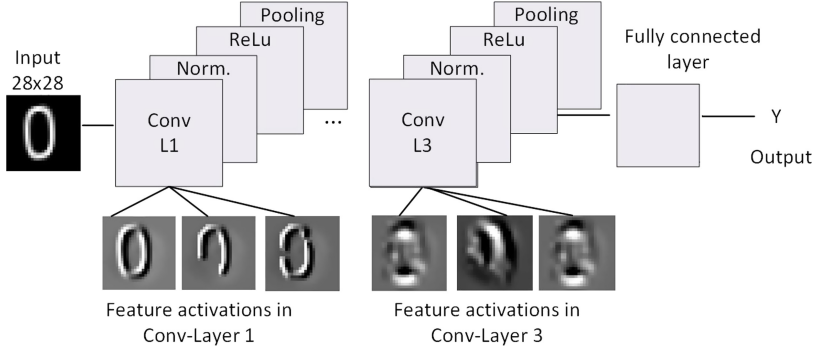 Input
28x28
Conv
L1
Norm.
ReLu
Pooling
...
Conv
L3
Norm.
ReLu
Pooling
Fully connected
layer
Y
Output
Feature activations in
Conv-Layer 1
Feature activations in
Conv-Layer 3